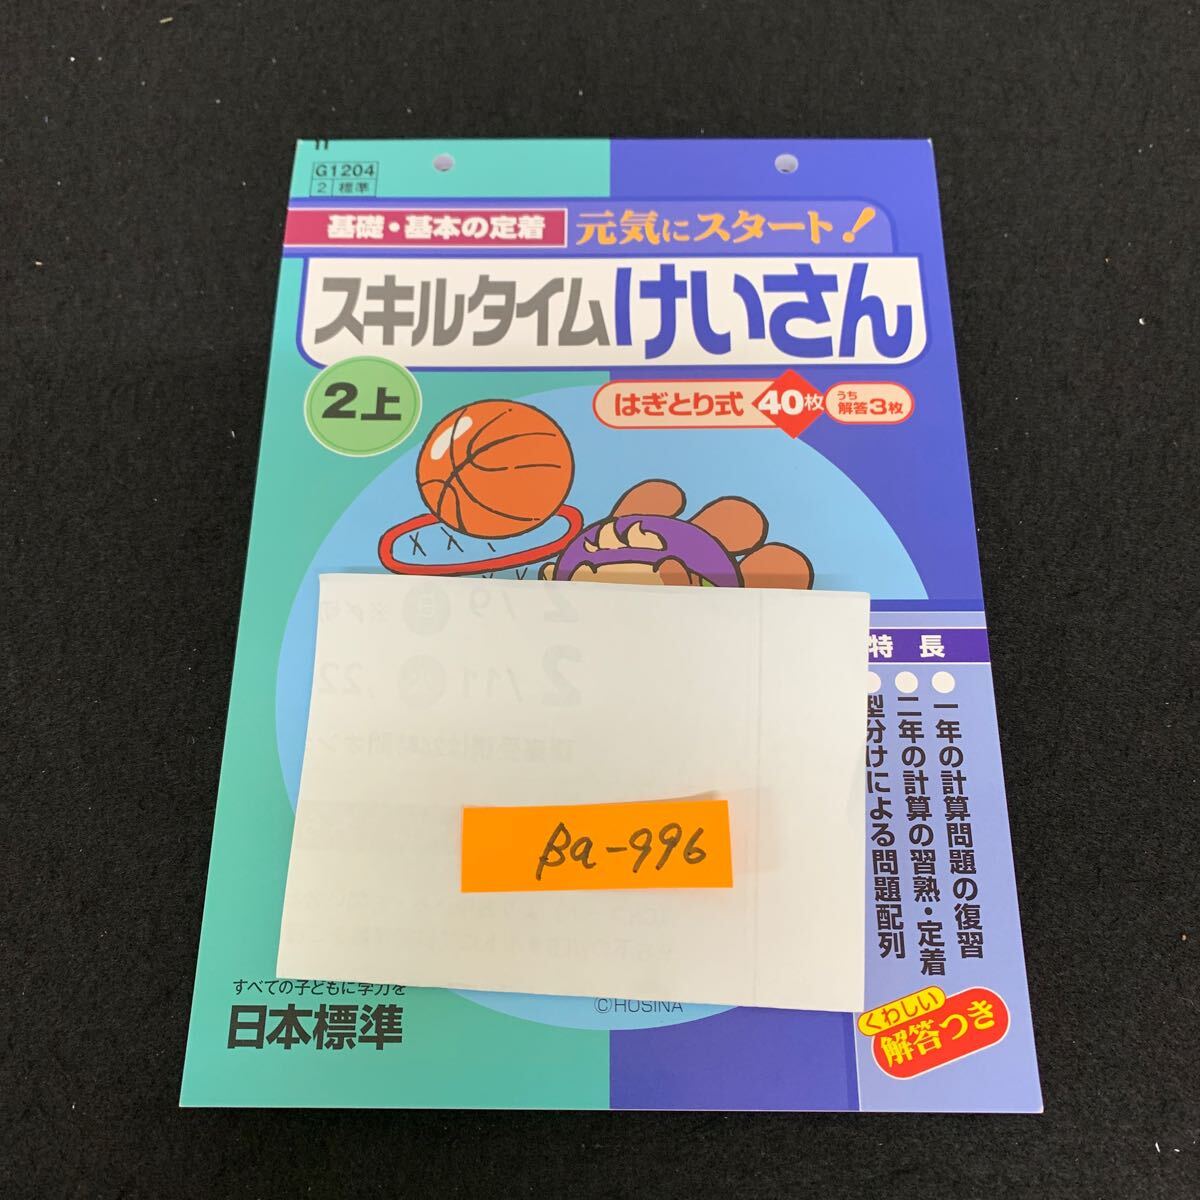 G1204
2 標準
基礎・基本の定着 元気にスタート!
スキルタイムけいさん
2上
はぎとり式 40枚 うち解答3枚
特長
●一年の計算問題の復習
●二年の計算の習熟・定着
●型分けによる問題配列
くわしい
解答つき
βa-996
すべての子どもに学力を
日本標準
©HUSINA